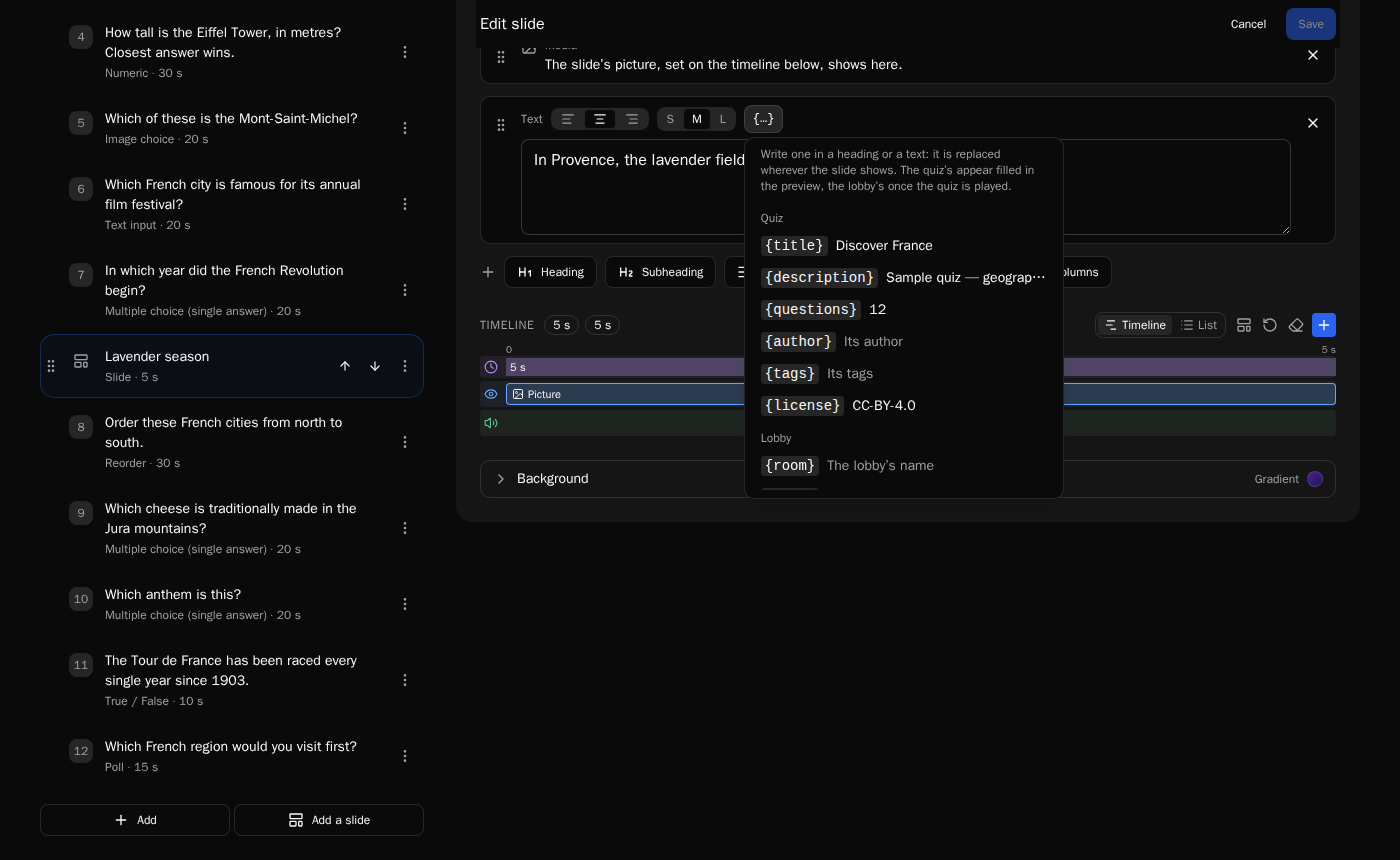 4
How tall is the Eiffel Tower, in metres?
Closest answer wins.
Numeric · 30 s
5
Which of these is the Mont-Saint-Michel?
Image choice · 20 s
6
Which French city is famous for its annual
film festival?
Text input · 20 s
7
In which year did the French Revolution
begin?
Multiple choice (single answer) · 20 s
Lavender season
Slide · 5 s
8
Order these French cities from north to
south.
Reorder · 30 s
9
Which cheese is traditionally made in the
Jura mountains?
Multiple choice (single answer) · 20 s
10
Which anthem is this?
Multiple choice (single answer) · 20 s
11
The Tour de France has been raced every
single year since 1903.
True / False · 10 s
12
Which French region would you visit first?
Poll · 15 s
Add
Add a slide
Edit slide
Cancel
Save
The slide's picture, set on the timeline below, shows here.
Text
S M L
{…}
In Provence, the lavender field
Write one in a heading or a text: it is replaced
wherever the slide shows. The quiz's appear filled in
the preview, the lobby's once the quiz is played.
Quiz
{title} Discover France
{description} Sample quiz — geograp…
{questions} 12
{author} Its author
{tags} Its tags
{license} CC-BY-4.0
Lobby
{room} The lobby's name
H1 Heading
H2 Subheading
TIMELINE 5 s 5 s
Timeline
List
0
5 s
5 s
Picture
Background
Gradient